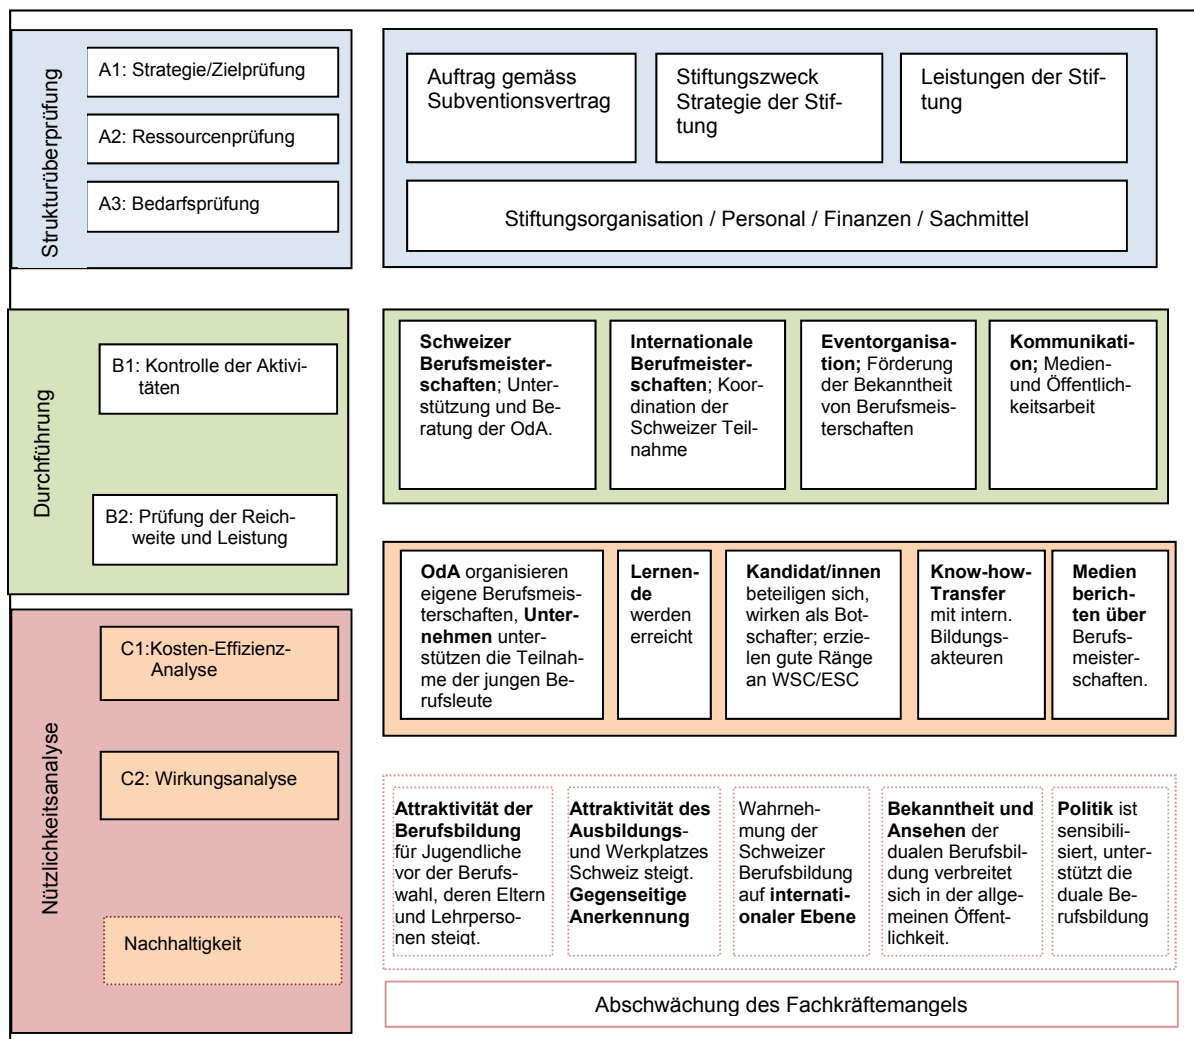 Strukturüberprüfung
A1: Strategie/Zielprüfung
A2: Ressourcenprüfung
A3: Bedarfsprüfung
Auftrag gemäss
Subventionsvertrag
Stiftungszweck
Strategie der Stif-
tung
Leistungen der Stif-
tung
Stiftungsorganisation / Personal / Finanzen / Sachmittel
Durchführung
B1: Kontrolle der Aktivi-
täten
B2: Prüfung der Reich-
weite und Leistung
Schweizer
Berufsmeister-
schaften; Unter-
stützung und Be-
ratung der OdA.
Internationale
Berufmeister-
schaften; Koor-
dination der
Schweizer Teil-
nahme
Eventorganisa-
tion; Förderung
der Bekanntheit
von Berufsmeis-
terschaften
Kommunikati-
on; Medien-
und Öffentlich-
keitsarbeit
OdA organisieren
eigene Berufsmeis-
terschaften, Unter-
nehmen unter-
stützen die Teilnah-
me der jungen Be-
rufsleute
Lernen-
de
werden
erreicht
Kandidat/innen
beteiligen sich,
wirken als Bot-
schafter; erzie-
len gute Ränge
an WSC/ESC
Know-how-
Transfer
mit intern.
Bildungs-
akteuren
Medien
berich­ten über
Berufs-
meister-
schaften.
Nützlichkeitsanalyse
C1:Kosten-Effizienz-
Analyse
C2: Wirkungsanalyse
Nachhaltigkeit
Attraktivität der
Berufsbildung
für Jugendliche
vor der Berufs-
wahl, deren Eltern
und Lehrperso-
nen steigt.
Attraktivität des
Ausbildungs-
und Werkplatzes
Schweiz steigt.
Gegenseitige
Anerkennung
Wahrneh-
mung der
Schweizer
Berufsbildung
auf internati-
onaler Ebene
Bekanntheit und
Ansehen der
dualen Berufsbil-
dung verbreitet
sich in der allge-
meinen Öffent-
lichkeit.
Politik ist
sensibili-
siert, unter-
stützt die
duale Be-
rufsbildung
Abschwächung des Fachkräftemangels